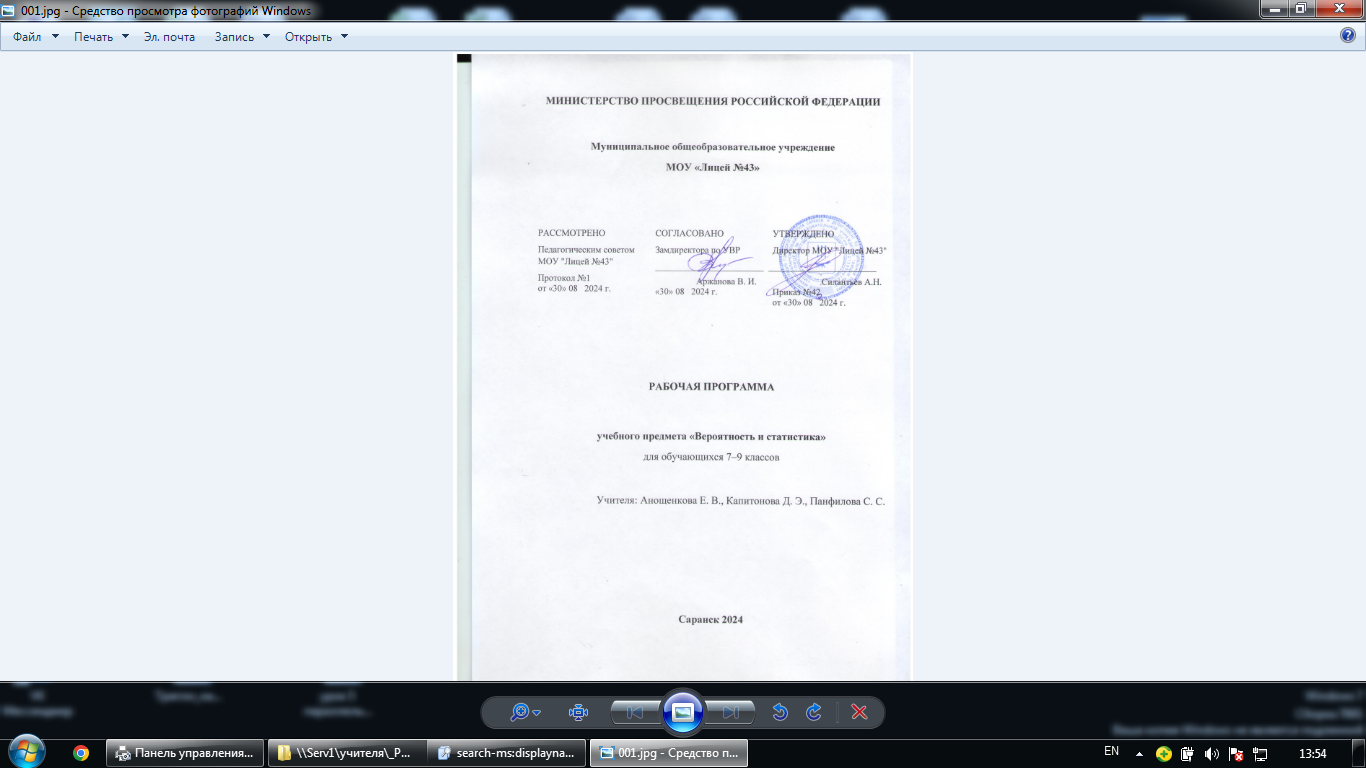 001.jpg - Средство просмотра фотографий Windows
Файл Печать Эл. почта Запись Открыть
МИНИСТЕРСТВО ПРОСВЕЩЕНИЯ РОССИЙСКОЙ ФЕДЕРАЦИИ
Муниципальное общеобразовательное учреждение
МОУ «Лицей №43»
РАССМОТРЕНО
Педагогическим советом
МОУ "Лицей №43"
Протокол №1
от «30» 08 2024 г.
СОГЛАСОВАНО
Замдиректора по УВР
Аржанова В. И.
«30» 08 2024 г.
УТВЕРЖДЕНО
Директор МОУ "Лицей №43"
Силантьев А.Н.
Приказ №42
от «30» 08 2024 г.
РАБОЧАЯ ПРОГРАММА
учебного предмета «Вероятность и статистика»
для обучающихся 7–9 классов
Учителя: Анощенкова Е. В., Капитонова Д. Э., Панфилова С. С.
Саранск 2024
Windows 7
Панель управления... \\Serv1\учителя\_Р... search-ms:displayna... 001.jpg - Средство п... EN 13:54